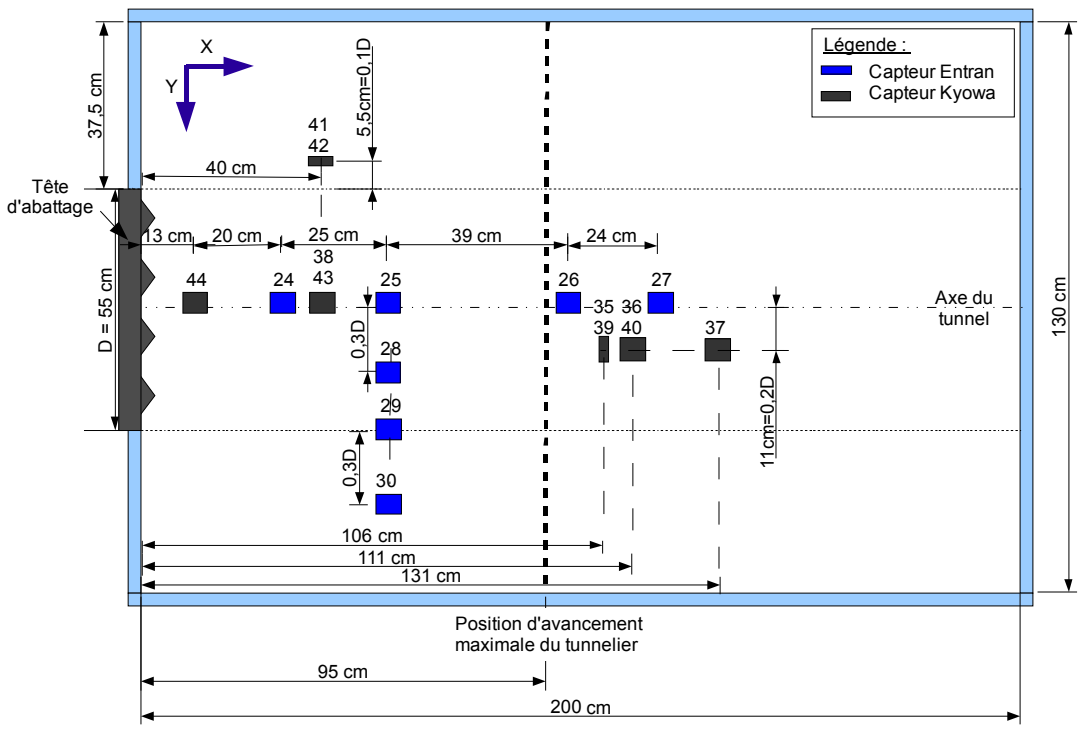 Légende :
Capteur Entran
Capteur Kyowa
X
Y
37,5 cm
5,5cm=0,1D
41
42
40 cm
Tête
d'abattage
13 cm
20 cm
25 cm
39 cm
24 cm
38
44
24
43
25
26
27
35
36
39
40
37
Axe du
tunnel
D = 55 cm
130 cm
0,3D
28
29
11cm=0,2D
0,3D
30
106 cm
111 cm
131 cm
Position d'avancement
maximale du tunnelier
95 cm
200 cm